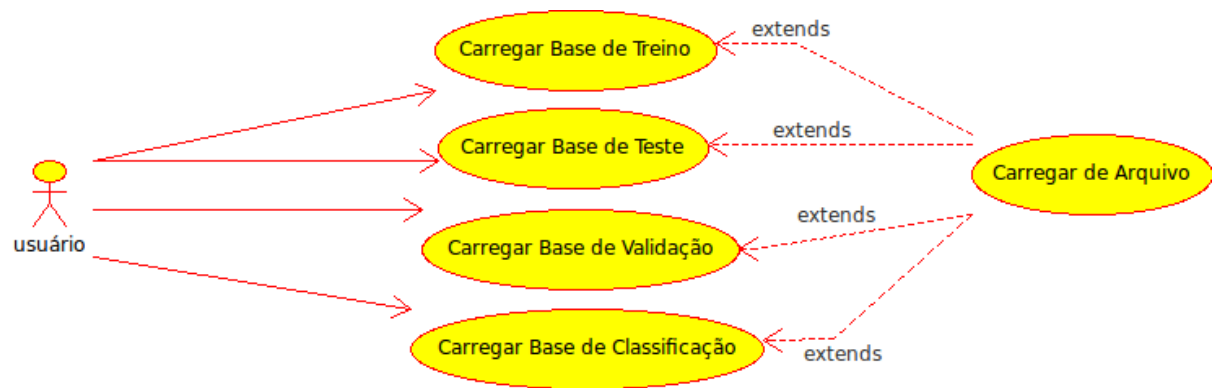 extends
Carregar Base de Treino
extends
Carregar Base de Teste
Carregar de Arquivo
usuário
extends
Carregar Base de Validação
Carregar Base de Classificação
extends